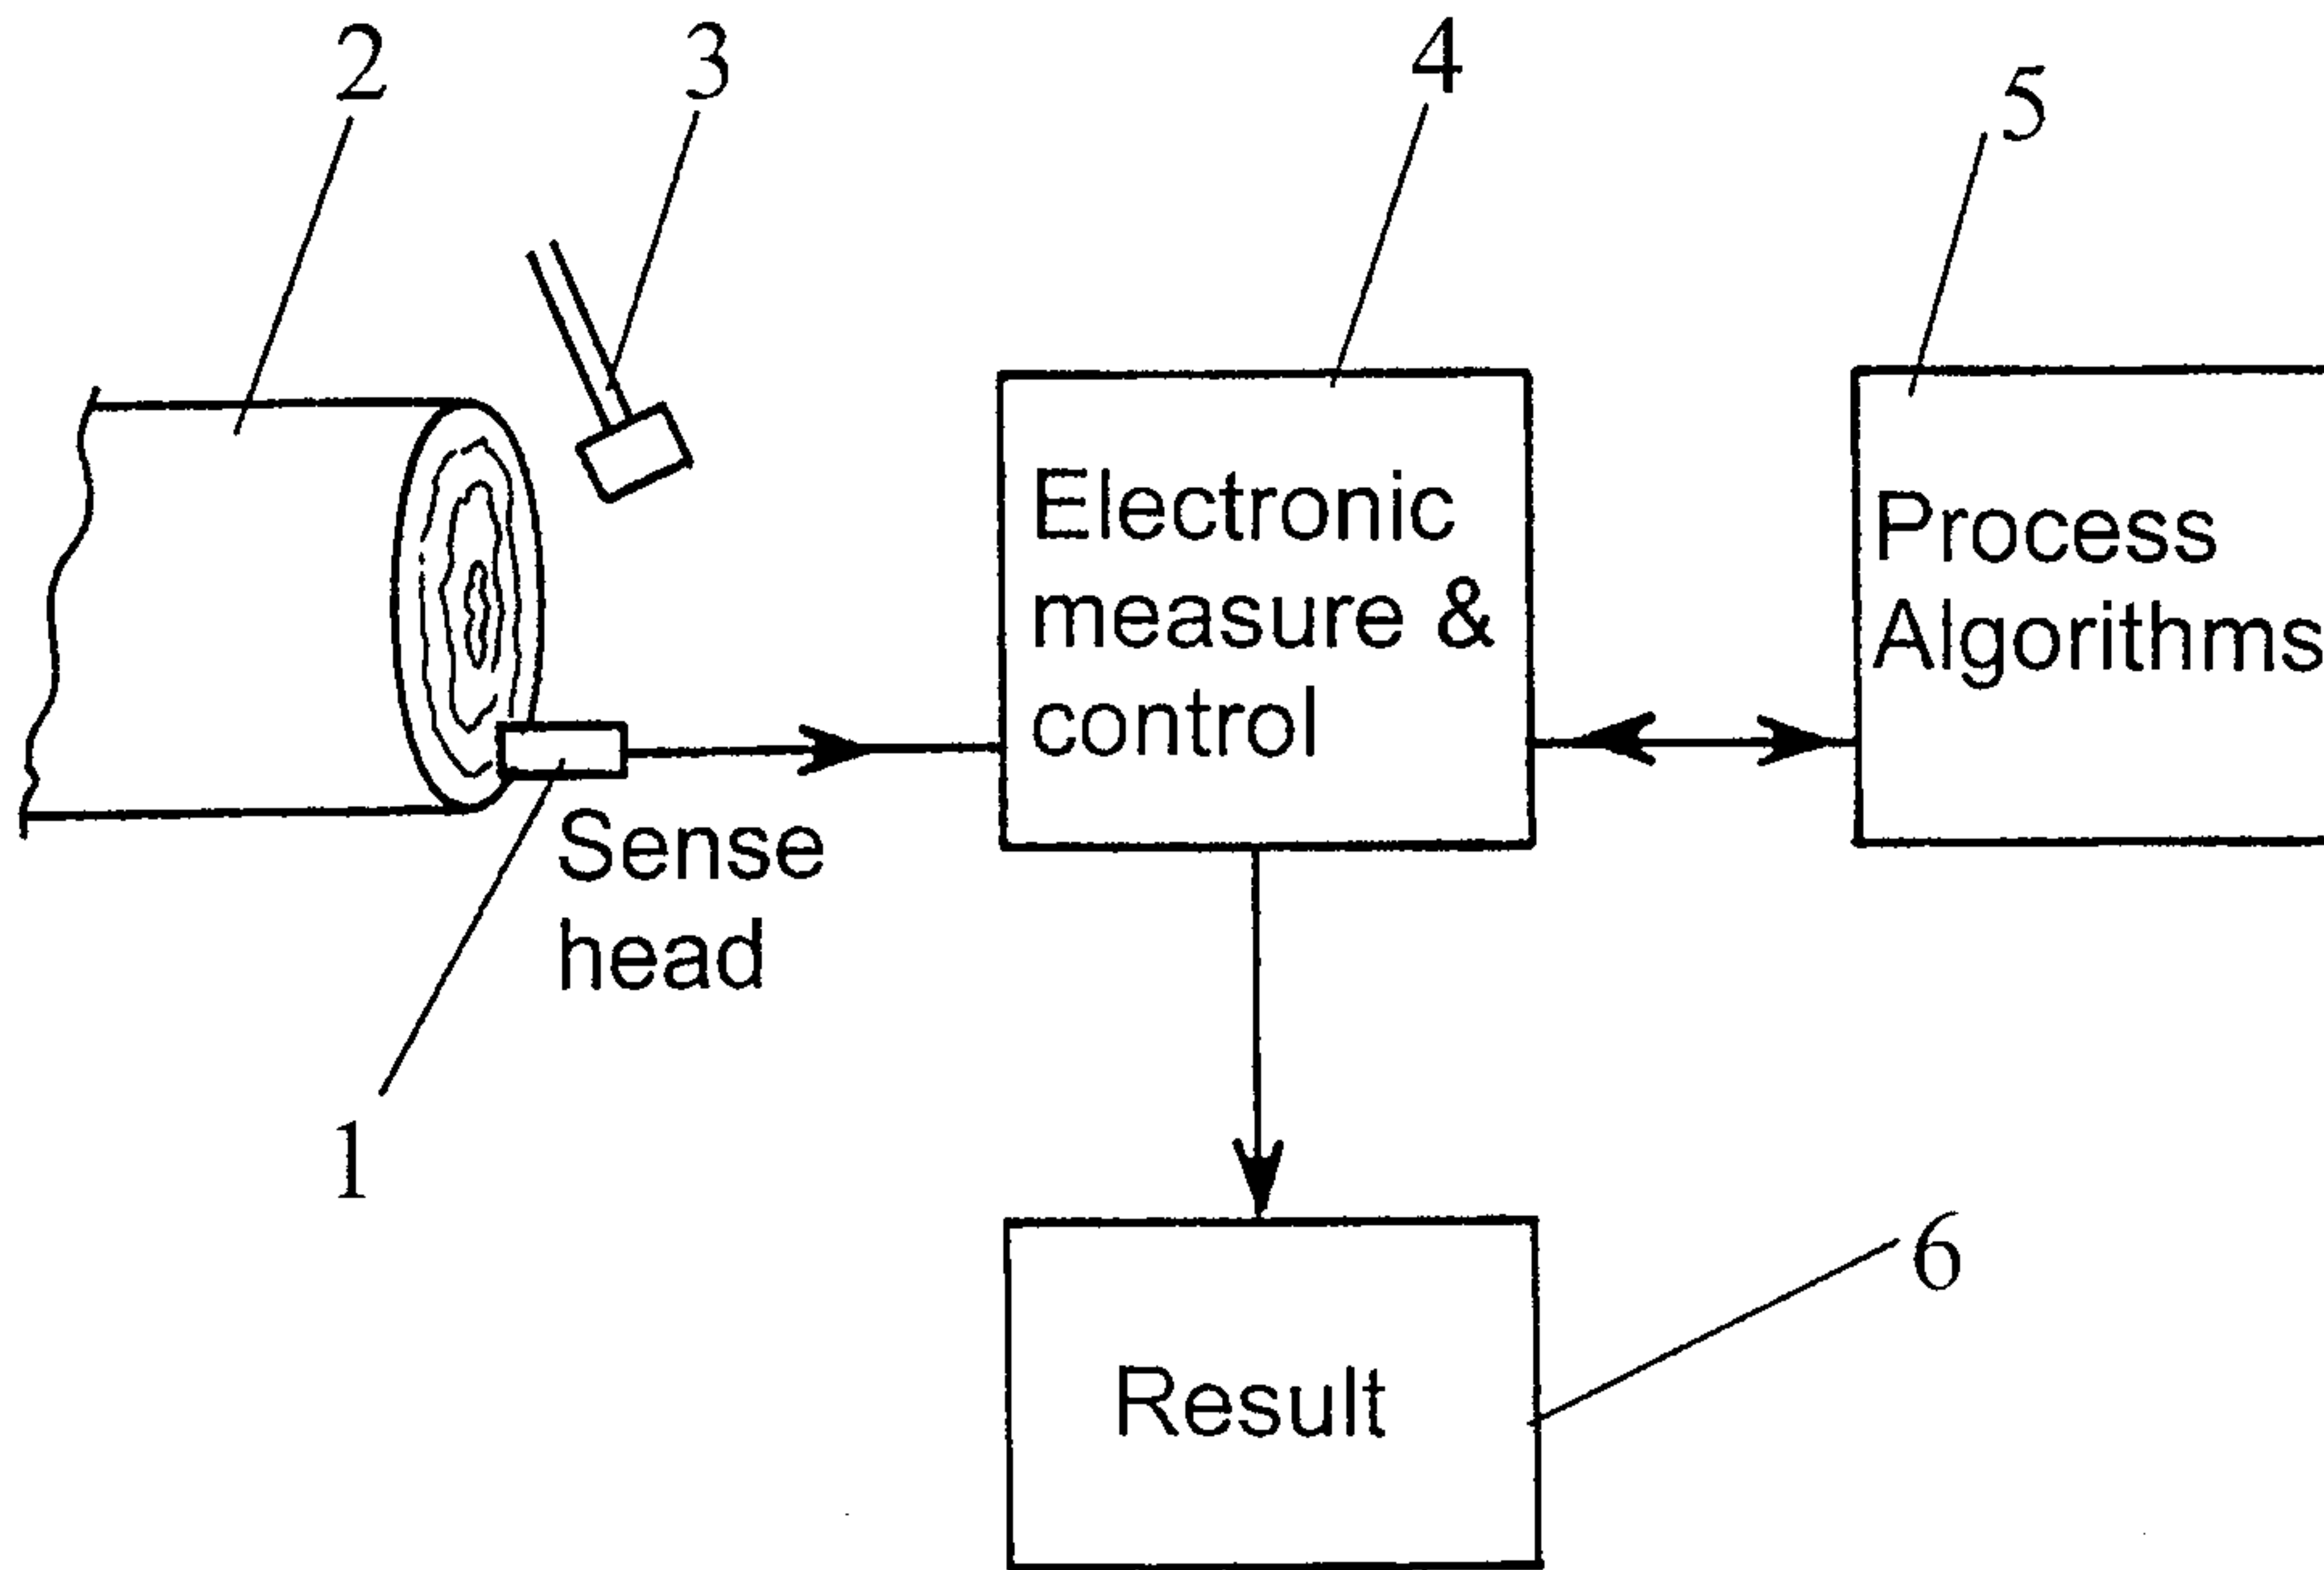 2
3
4
5
Electronic
measure &
control
Process
Algorithms
Sense
head
1
6
Result